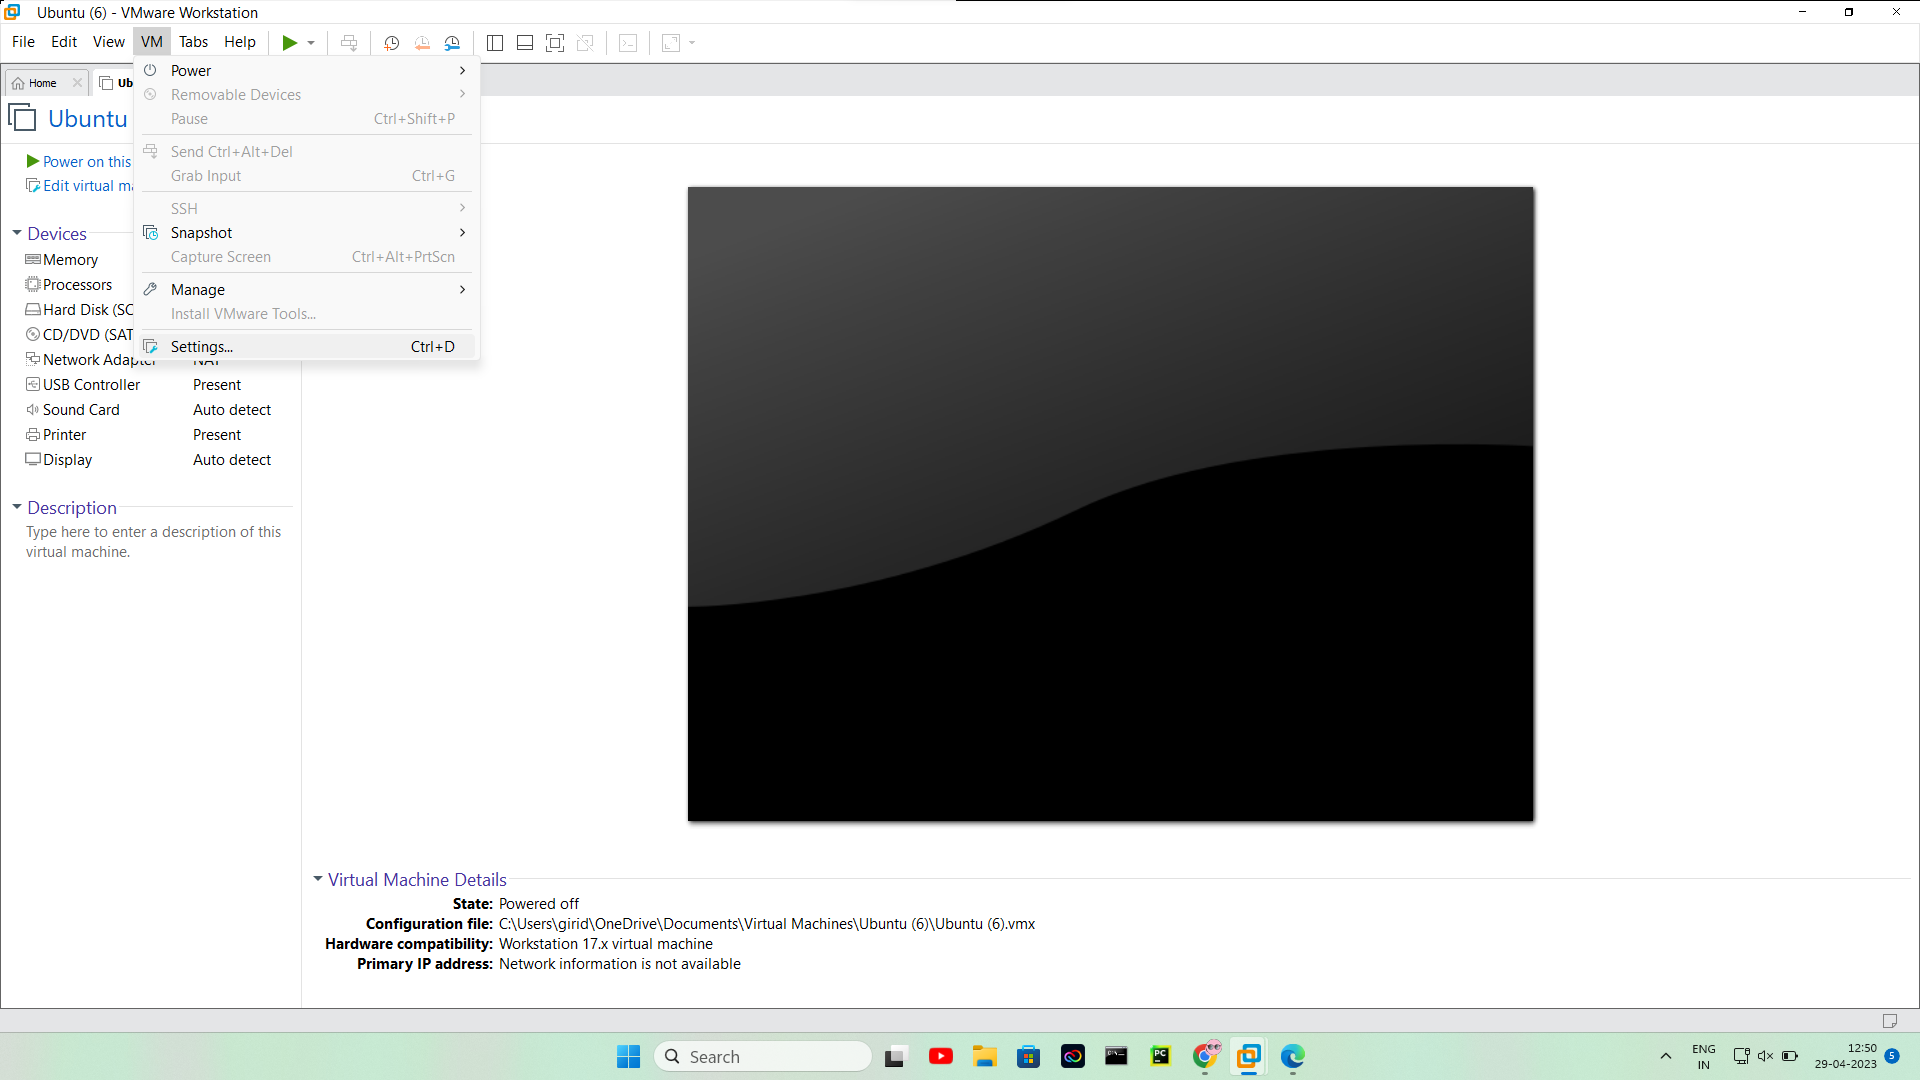 Ubuntu (6) - VMware Workstation
File Edit View VM Tabs Help
Home Ub
Ubuntu
Power on this
Edit virtual ma
Power
Removable Devices
Pause Ctrl+Shift+P
Send Ctrl+Alt+Del
Grab Input Ctrl+G
SSH
Snapshot
Capture Screen Ctrl+Alt+PrtScn
Manage
Install VMware Tools...
Settings... Ctrl+D
Devices
Memory
Processors
Hard Disk (SC
CD/DVD (SAT
Network Adapter NAT
USB Controller Present
Sound Card Auto detect
Printer Present
Display Auto detect
Description
Type here to enter a description of this
virtual machine.
Virtual Machine Details
State: Powered off
Configuration file: C:\Users\girid\OneDrive\Documents\Virtual Machines\Ubuntu (6)\Ubuntu (6).vmx
Hardware compatibility: Workstation 17.x virtual machine
Primary IP address: Network information is not available
Search
PC
ENG
IN
12:50
29-04-2023
5